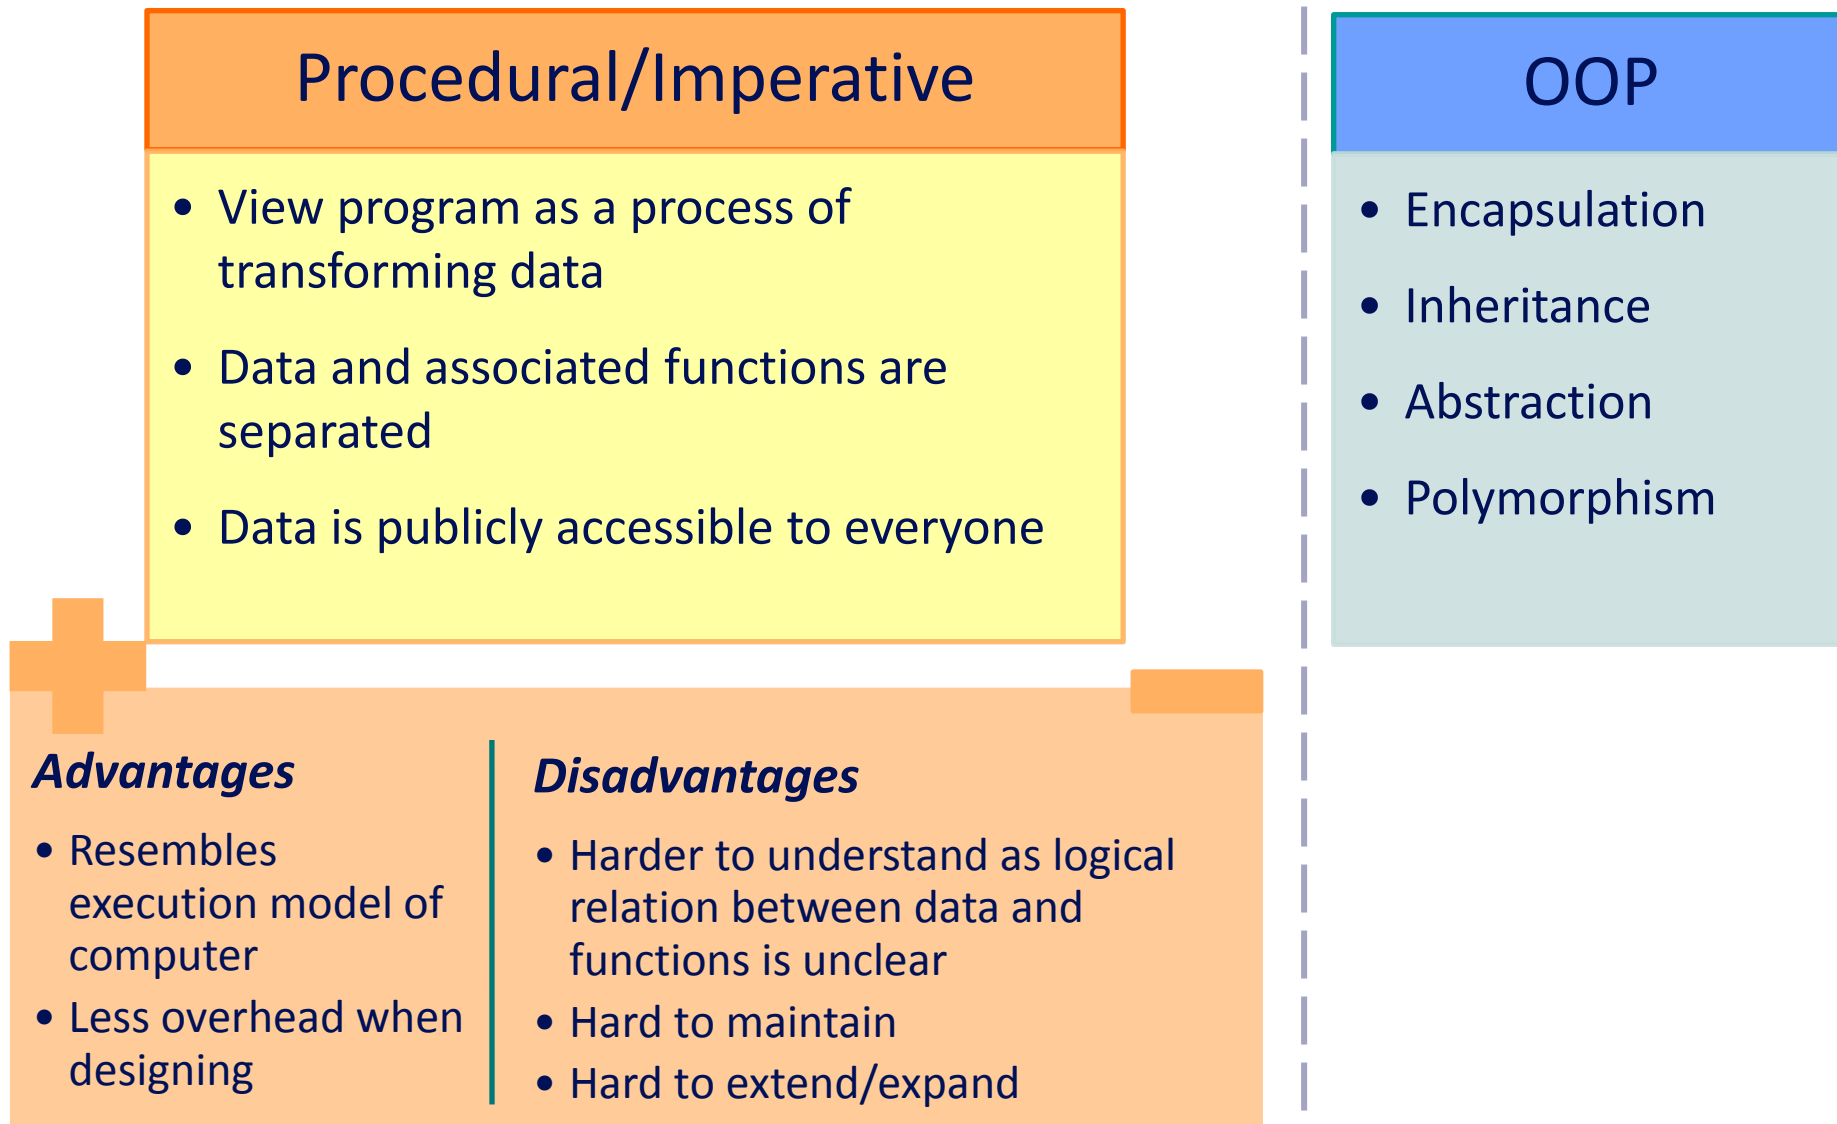 Procedural/Imperative
• View program as a process of
transforming data
• Data and associated functions are
separated
• Data is publicly accessible to everyone
Advantages
• Resembles
execution model of
computer
• Less overhead when
designing
Disadvantages
• Harder to understand as logical
relation between data and
functions is unclear
• Hard to maintain
• Hard to extend/expand
OOP
• Encapsulation
• Inheritance
• Abstraction
• Polymorphism